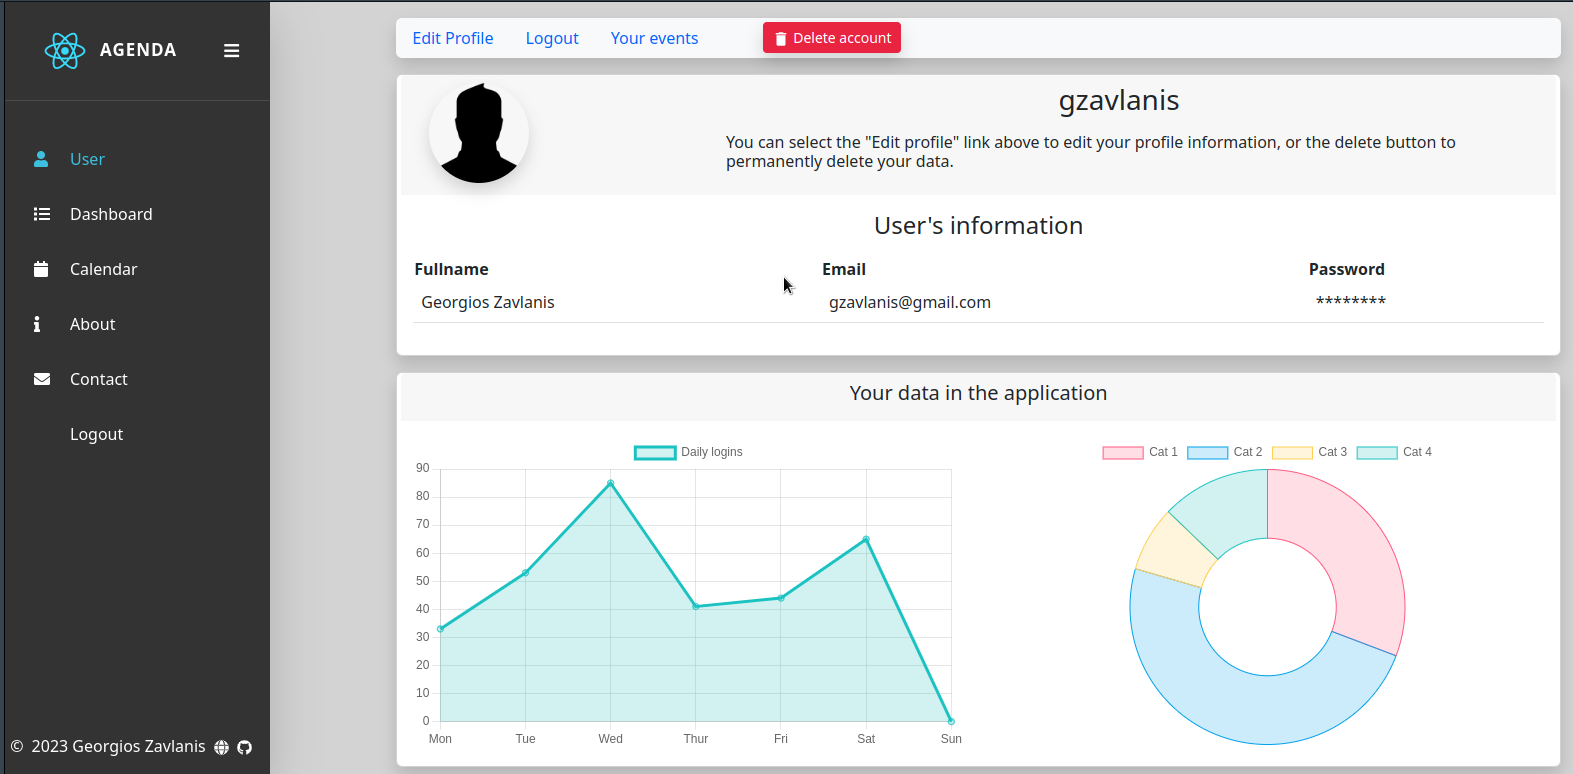 AGENDA
User
Dashboard
Calendar
About
Contact
Logout
© 2023 Georgios Zavlanis
Edit Profile Logout Your events Delete account
gzavlanis
You can select the "Edit profile" link above to edit your profile information, or the delete button to
permanently delete your data.
User's information
Fullname Email Password
Georgios Zavlanis gzavlanis@gmail.com ********
Your data in the application
Daily logins
90
80
70
60
50
40
30
20
10
0
Mon Tue Wed Thur Fri Sat Sun
Cat 1 Cat 2 Cat 3 Cat 4